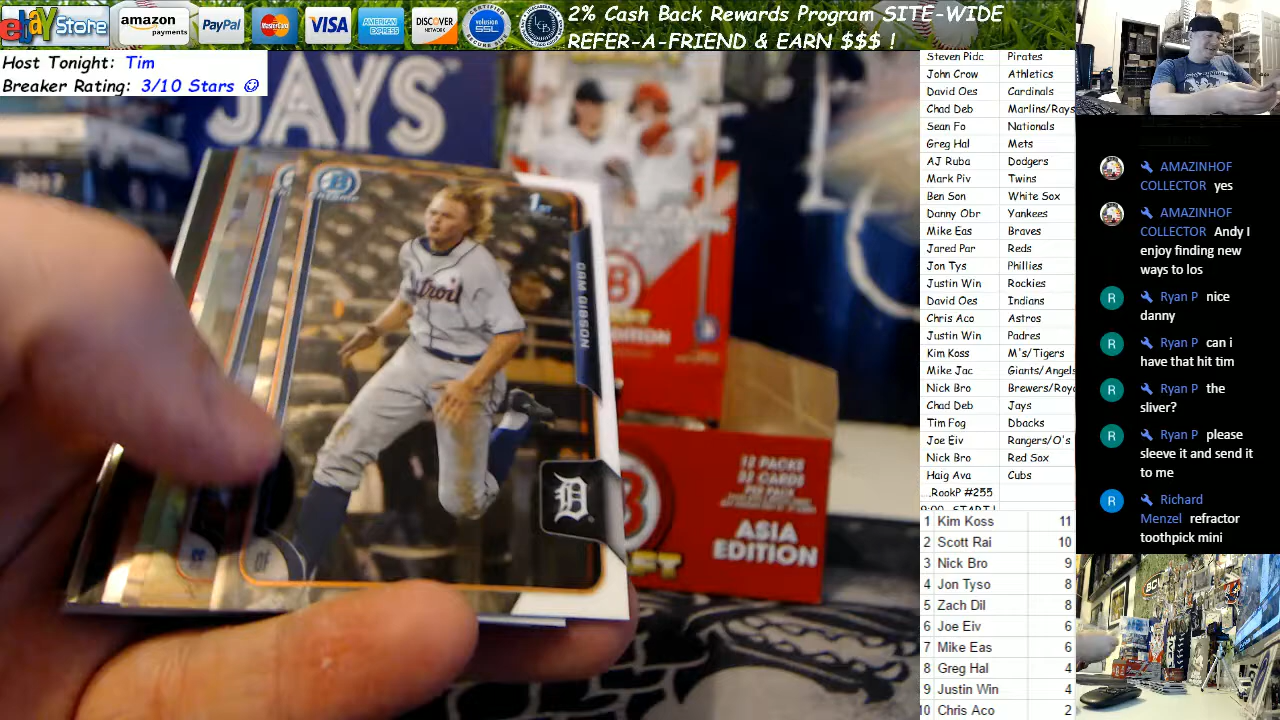 ebay Store
amazon payments
PayPal
MasterCard
VISA
AMERICAN EXPRESS
DISCOVER NETWORK
2% Cash Back Rewards Program SITE-WIDE
REFER-A-FRIEND & EARN $$$ !
Host Tonight: Tim
Breaker Rating: 3/10 Stars ☺
JAYS
1ST
CAM GIBSON
Detroit
D
B
12 PACKS
32 CARDS
PER PACK
ASIA
EDITION
Steven Pidc Pirates
John Crow Athletics
David Oes Cardinals
Chad Deb Marlins/Rays
Sean Fo Nationals
Greg Hal Mets
AJ Ruba Dodgers
Mark Piv Twins
Ben Son White Sox
Danny Obr Yankees
Mike Eas Braves
Jared Par Reds
Jon Tys Phillies
Justin Win Rockies
David Oes Indians
Chris Aco Astros
Justin Win Padres
Kim Koss M's/Tigers
Mike Jac Giants/Angels
Nick Bro Brewers/Roy
Chad Deb Jays
Tim Fog Dbacks
Joe Eiv Rangers/O's
Nick Bro Red Sox
Haig Ava Cubs
...RookP #255
1 Kim Koss 11
2 Scott Rai 10
3 Nick Bro 9
4 Jon Tyso 8
5 Zach Dil 8
6 Joe Eiv 6
7 Mike Eas 6
8 Greg Hal 4
9 Justin Win 4
10 Chris Aco 2
AMAZINHOF
COLLECTOR yes
AMAZINHOF
COLLECTOR Andy I
enjoy finding new
ways to los
R Ryan P nice
danny
R Ryan P can i
have that hit tim
R Ryan P the
sliver?
R Ryan P please
sleeve it and send it
to me
R Richard
Menzel refractor
toothpick mini